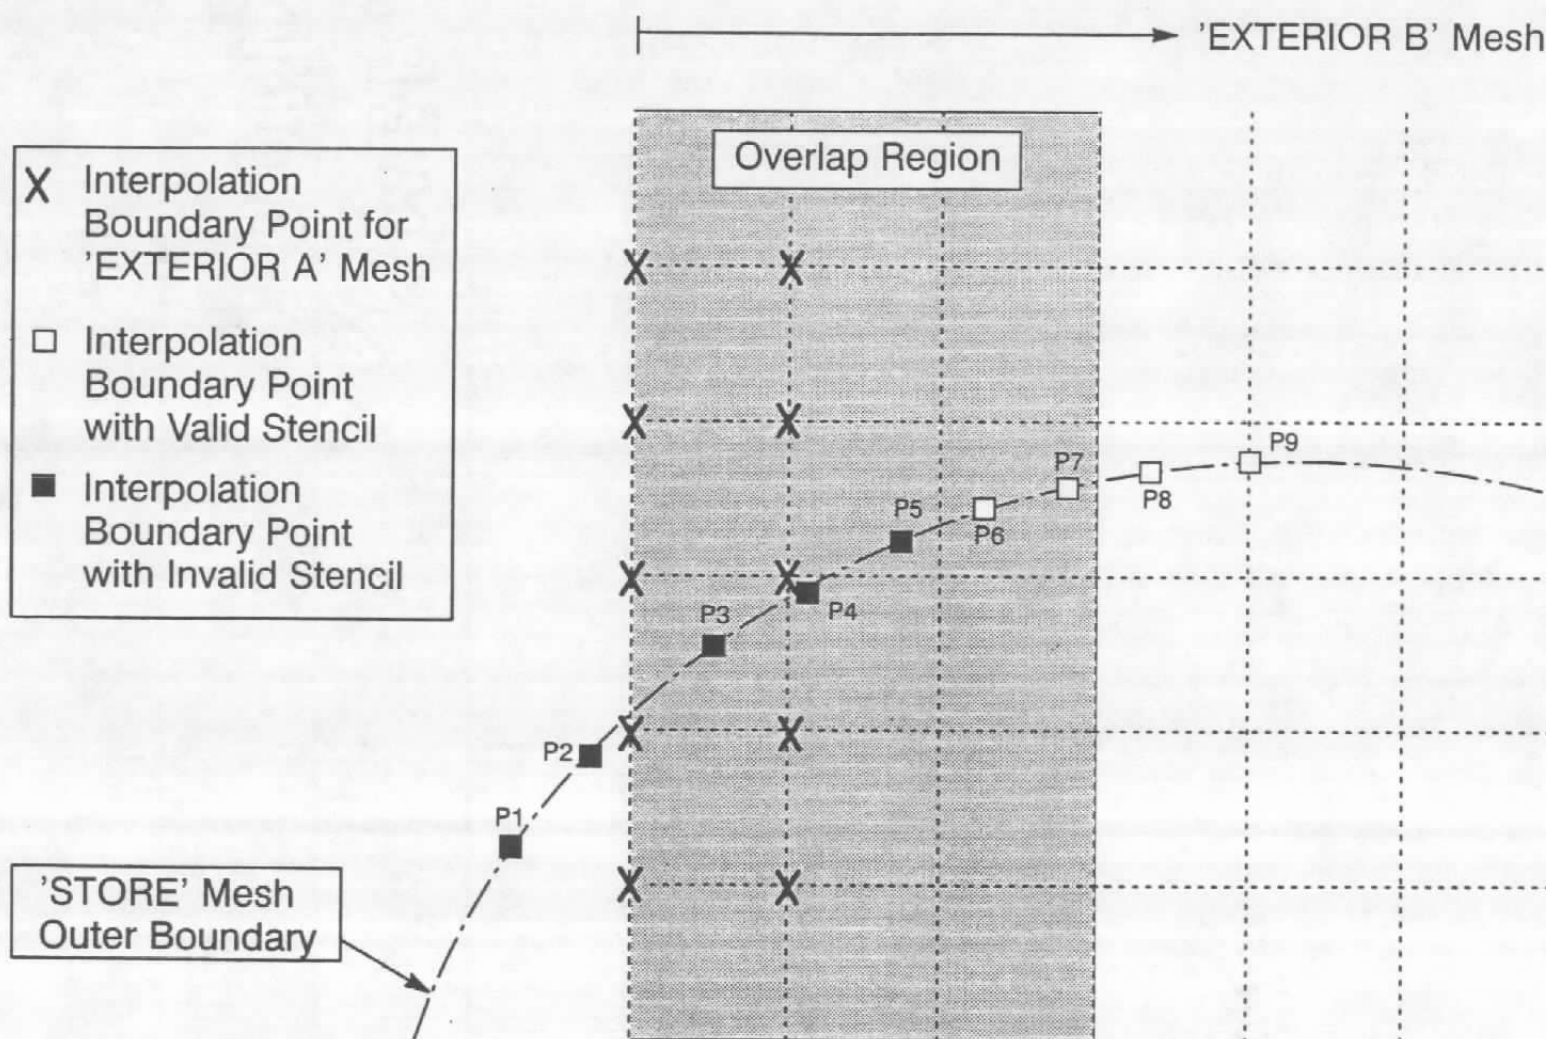 'EXTERIOR B' Mesh
Overlap Region
X Interpolation
Boundary Point for
'EXTERIOR A' Mesh
Interpolation
Boundary Point
with Valid Stencil
Interpolation
Boundary Point
with Invalid Stencil
P9
P7
P8
P5
P6
P4
P3
P2
P1
'STORE' Mesh
Outer Boundary